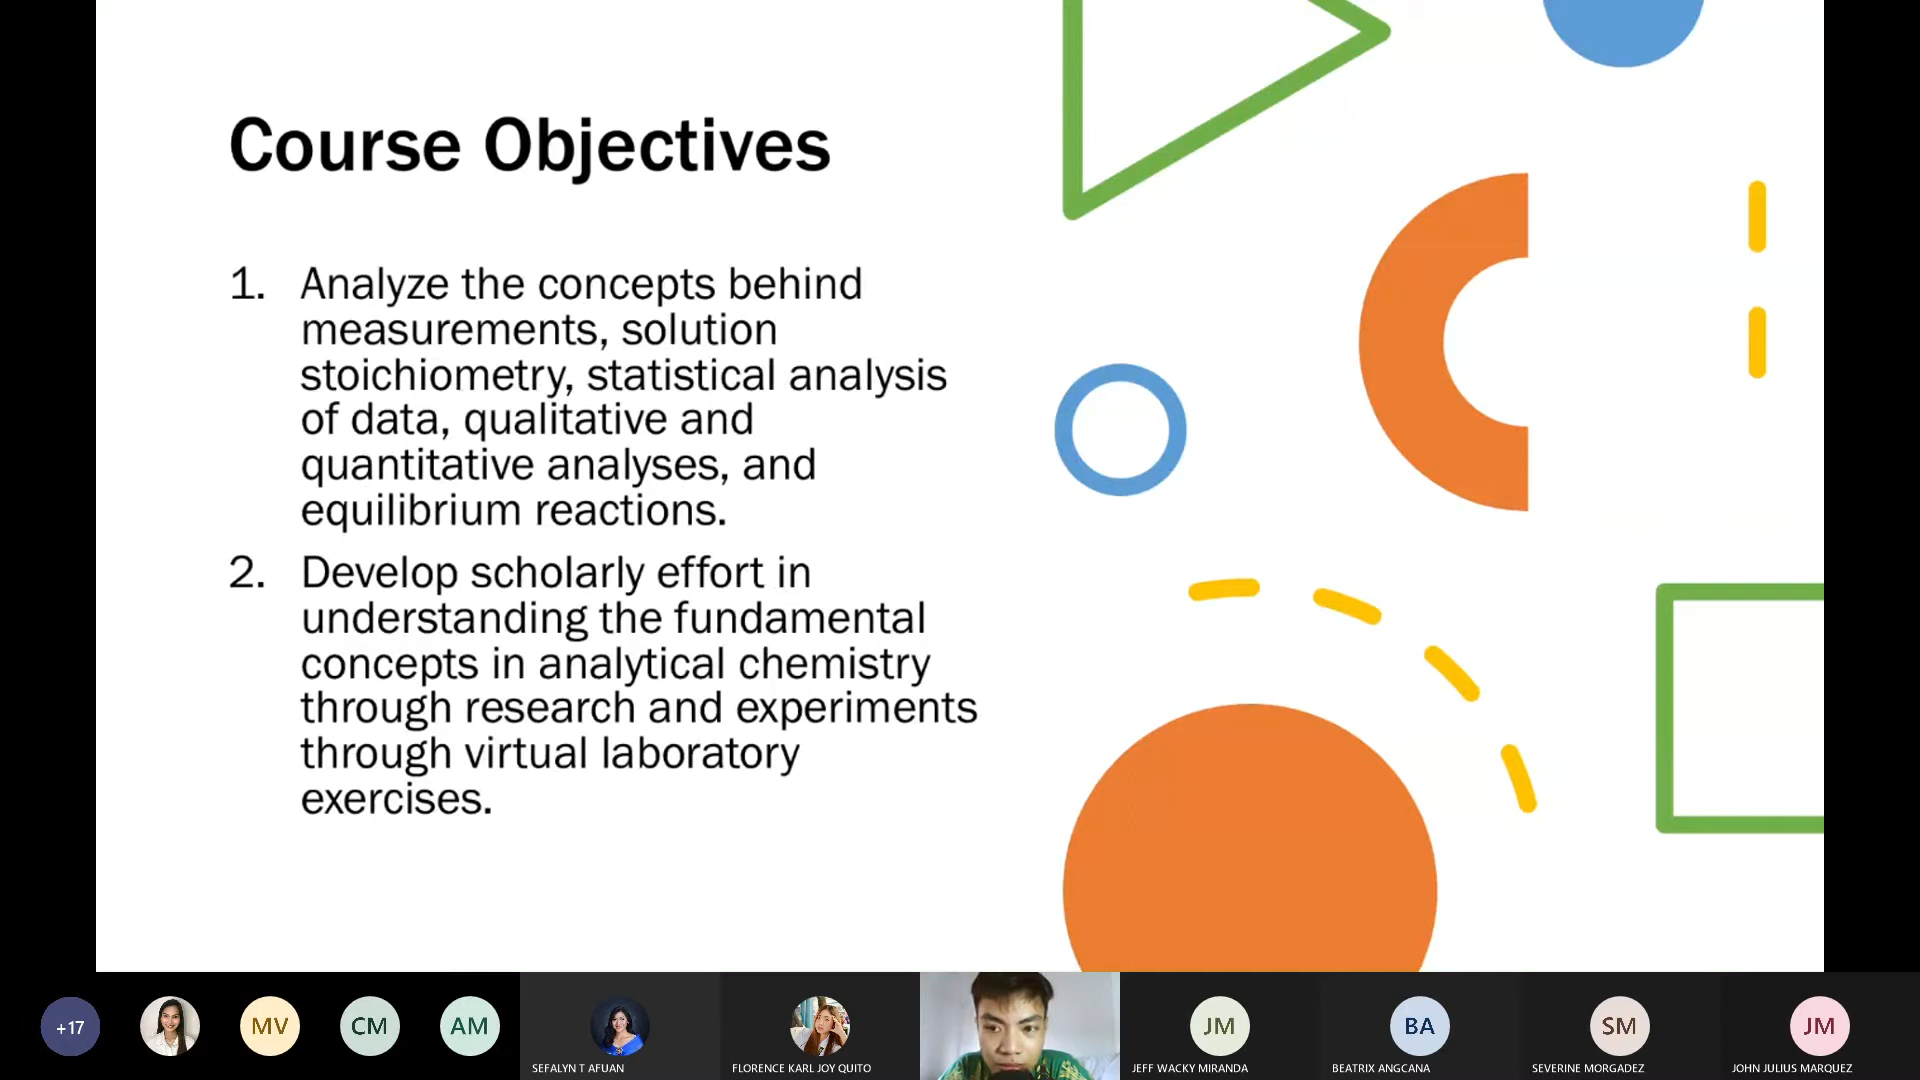 Course Objectives
1. Analyze the concepts behind
measurements, solution
stoichiometry, statistical analysis
of data, qualitative and
quantitative analyses, and
equilibrium reactions.
2. Develop scholarly effort in
understanding the fundamental
concepts in analytical chemistry
through research and experiments
through virtual laboratory
exercises.
+17
MV
CM
AM
SEFALYN T AFUAN
FLORENCE KARL JOY QUITO
JM
JEFF WACKY MIRANDA
BA
BEATRIX ANGCANA
SM
SEVERINE MORGADEZ
JM
JOHN JULIUS MARQUEZ